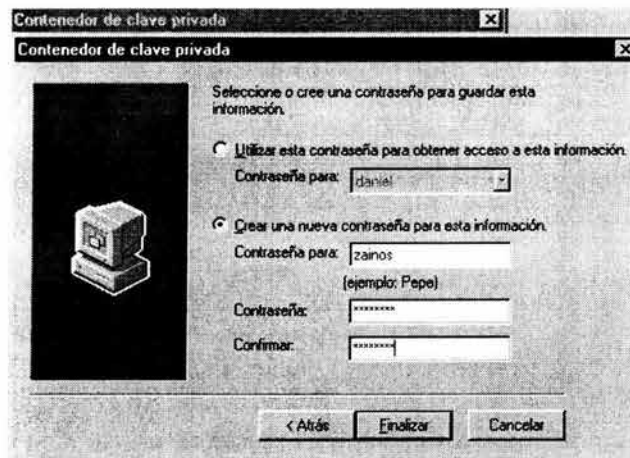 Contenedor de clave privada
Contenedor de clave privada
Seleccione o cree una contraseña para guardar esta
información.
Utilizar esta contraseña para obtener acceso a esta información.
Contraseña para: daniel
Crear una nueva contraseña para esta información.
Contraseña para: zainos
(ejemplo: Pepe)
Contraseña: ********
Confirmar: ********
< Atrás Finalizar Cancelar